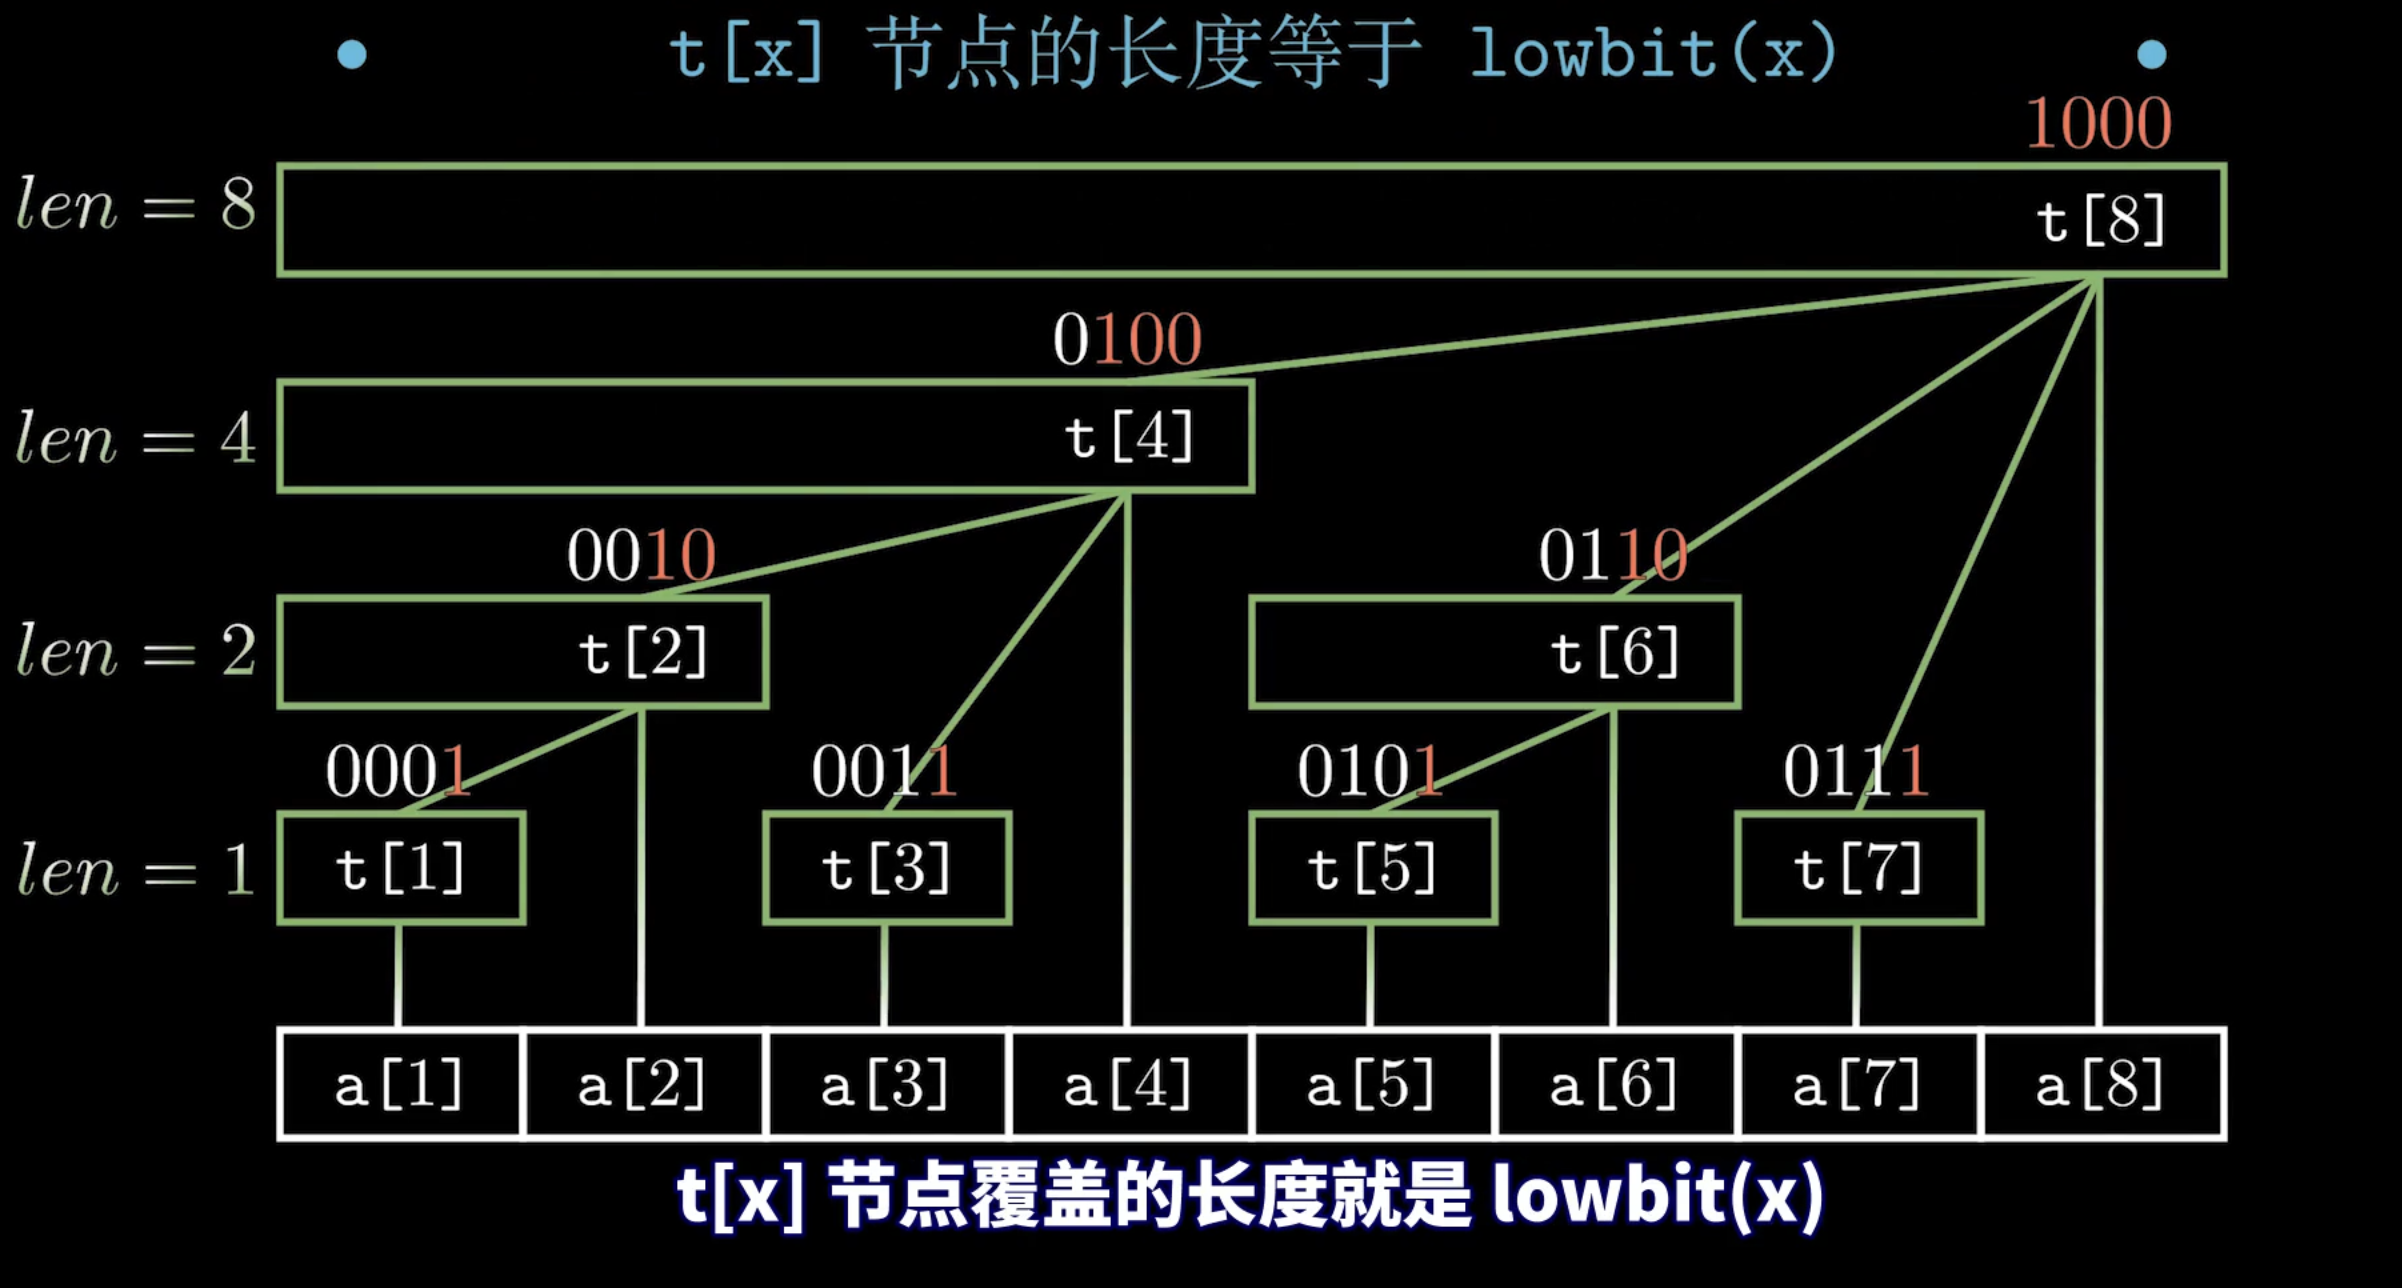 t[x] 节点的长度等于 lowbit(x)
1000
len = 8
t[8]
0100
len = 4
t[4]
0010 0110
len = 2
t[2] t[6]
0001 0011 0101 0111
len = 1
t[1] t[3] t[5] t[7]
a[1] a[2] a[3] a[4] a[5] a[6] a[7] a[8]
t[x] 节点覆盖的长度就是 lowbit(x)